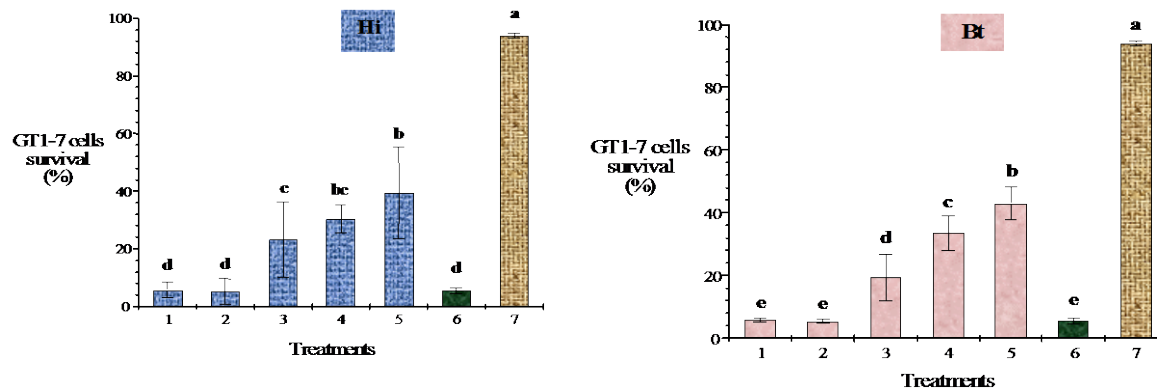 Hi
100
80
60
40
20
0
GT1-7 cells
survival
(%)
d d c bc b d a
1 2 3 4 5 6 7
Treatments
Bt
100
80
60
40
20
0
GT1-7 cells
survival
(%)
e e d c b e a
1 2 3 4 5 6 7
Treatments